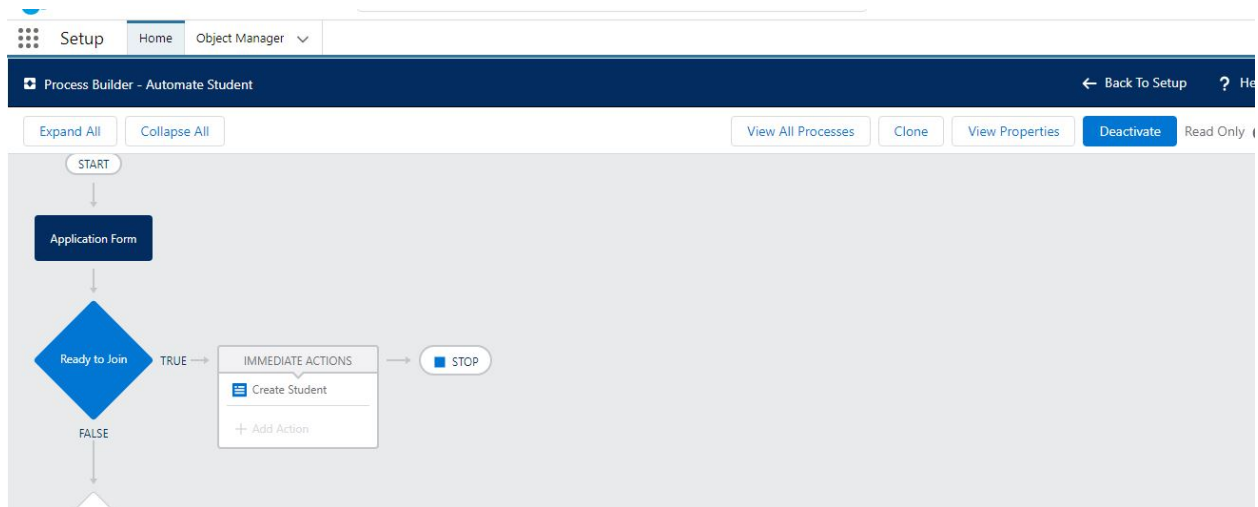 Setup Home Object Manager
Process Builder - Automate Student Back To Setup ? He
Expand All Collapse All View All Processes Clone View Properties Deactivate Read Only
START
Application Form
Ready to Join TRUE IMMEDIATE ACTIONS STOP
Create Student
+ Add Action
FALSE